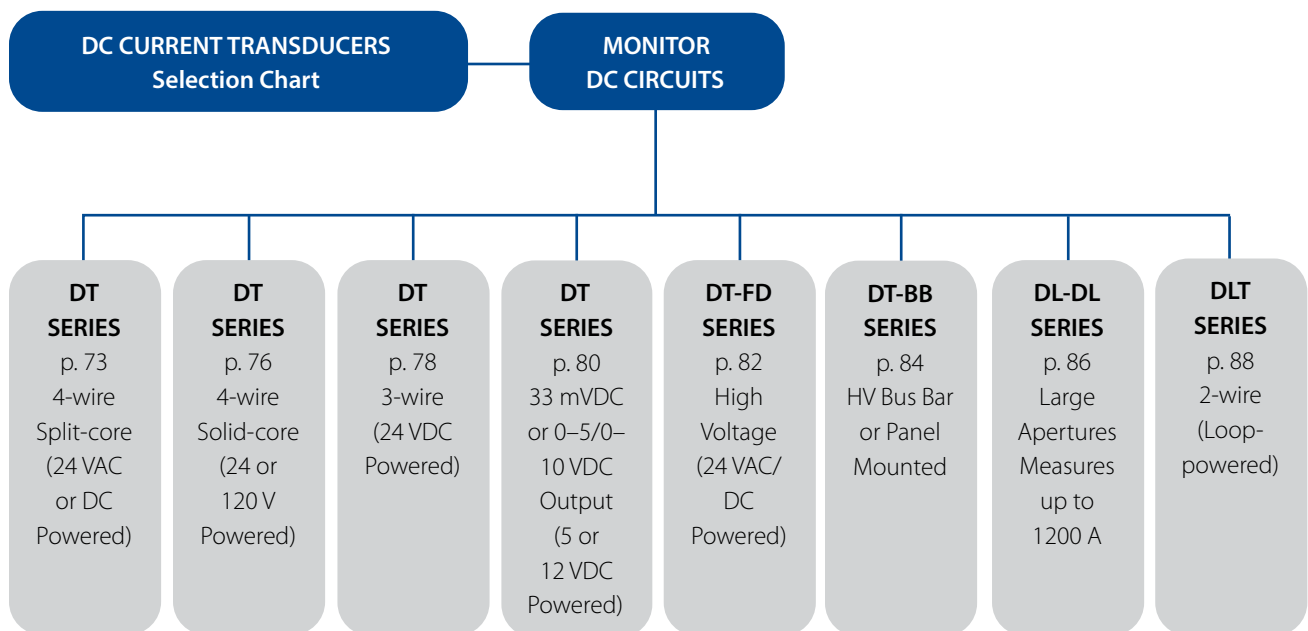 DC CURRENT TRANSDUCERS
Selection Chart
MONITOR
DC CIRCUITS
DT
SERIES
p. 73
4-wire
Split-core
(24 VAC
or DC
Powered)
DT
SERIES
p. 76
4-wire
Solid-core
(24 or
120 V
Powered)
DT
SERIES
p. 78
3-wire
(24 VDC
Powered)
DT
SERIES
p. 80
33 mVDC
or 0–5/0–
10 VDC
Output
(5 or
12 VDC
Powered)
DT-FD
SERIES
p. 82
High
Voltage
(24 VAC/
DC
Powered)
DT-BB
SERIES
p. 84
HV Bus Bar
or Panel
Mounted
DL-DL
SERIES
p. 86
Large
Apertures
Measures
up to
1200 A
DLT
SERIES
p. 88
2-wire
(Loop-
powered)